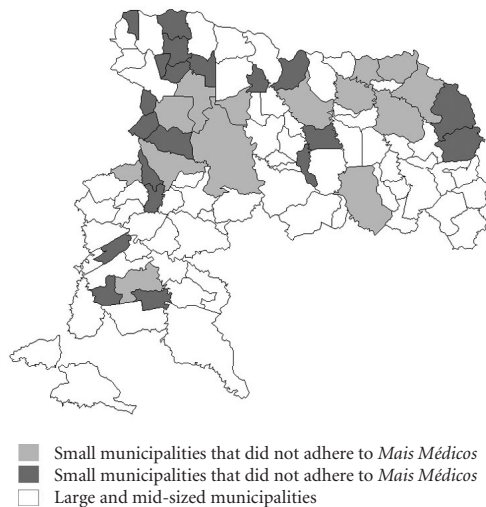 Small municipalities that did not adhere to Mais Médicos
Small municipalities that did not adhere to Mais Médicos
Large and mid-sized municipalities